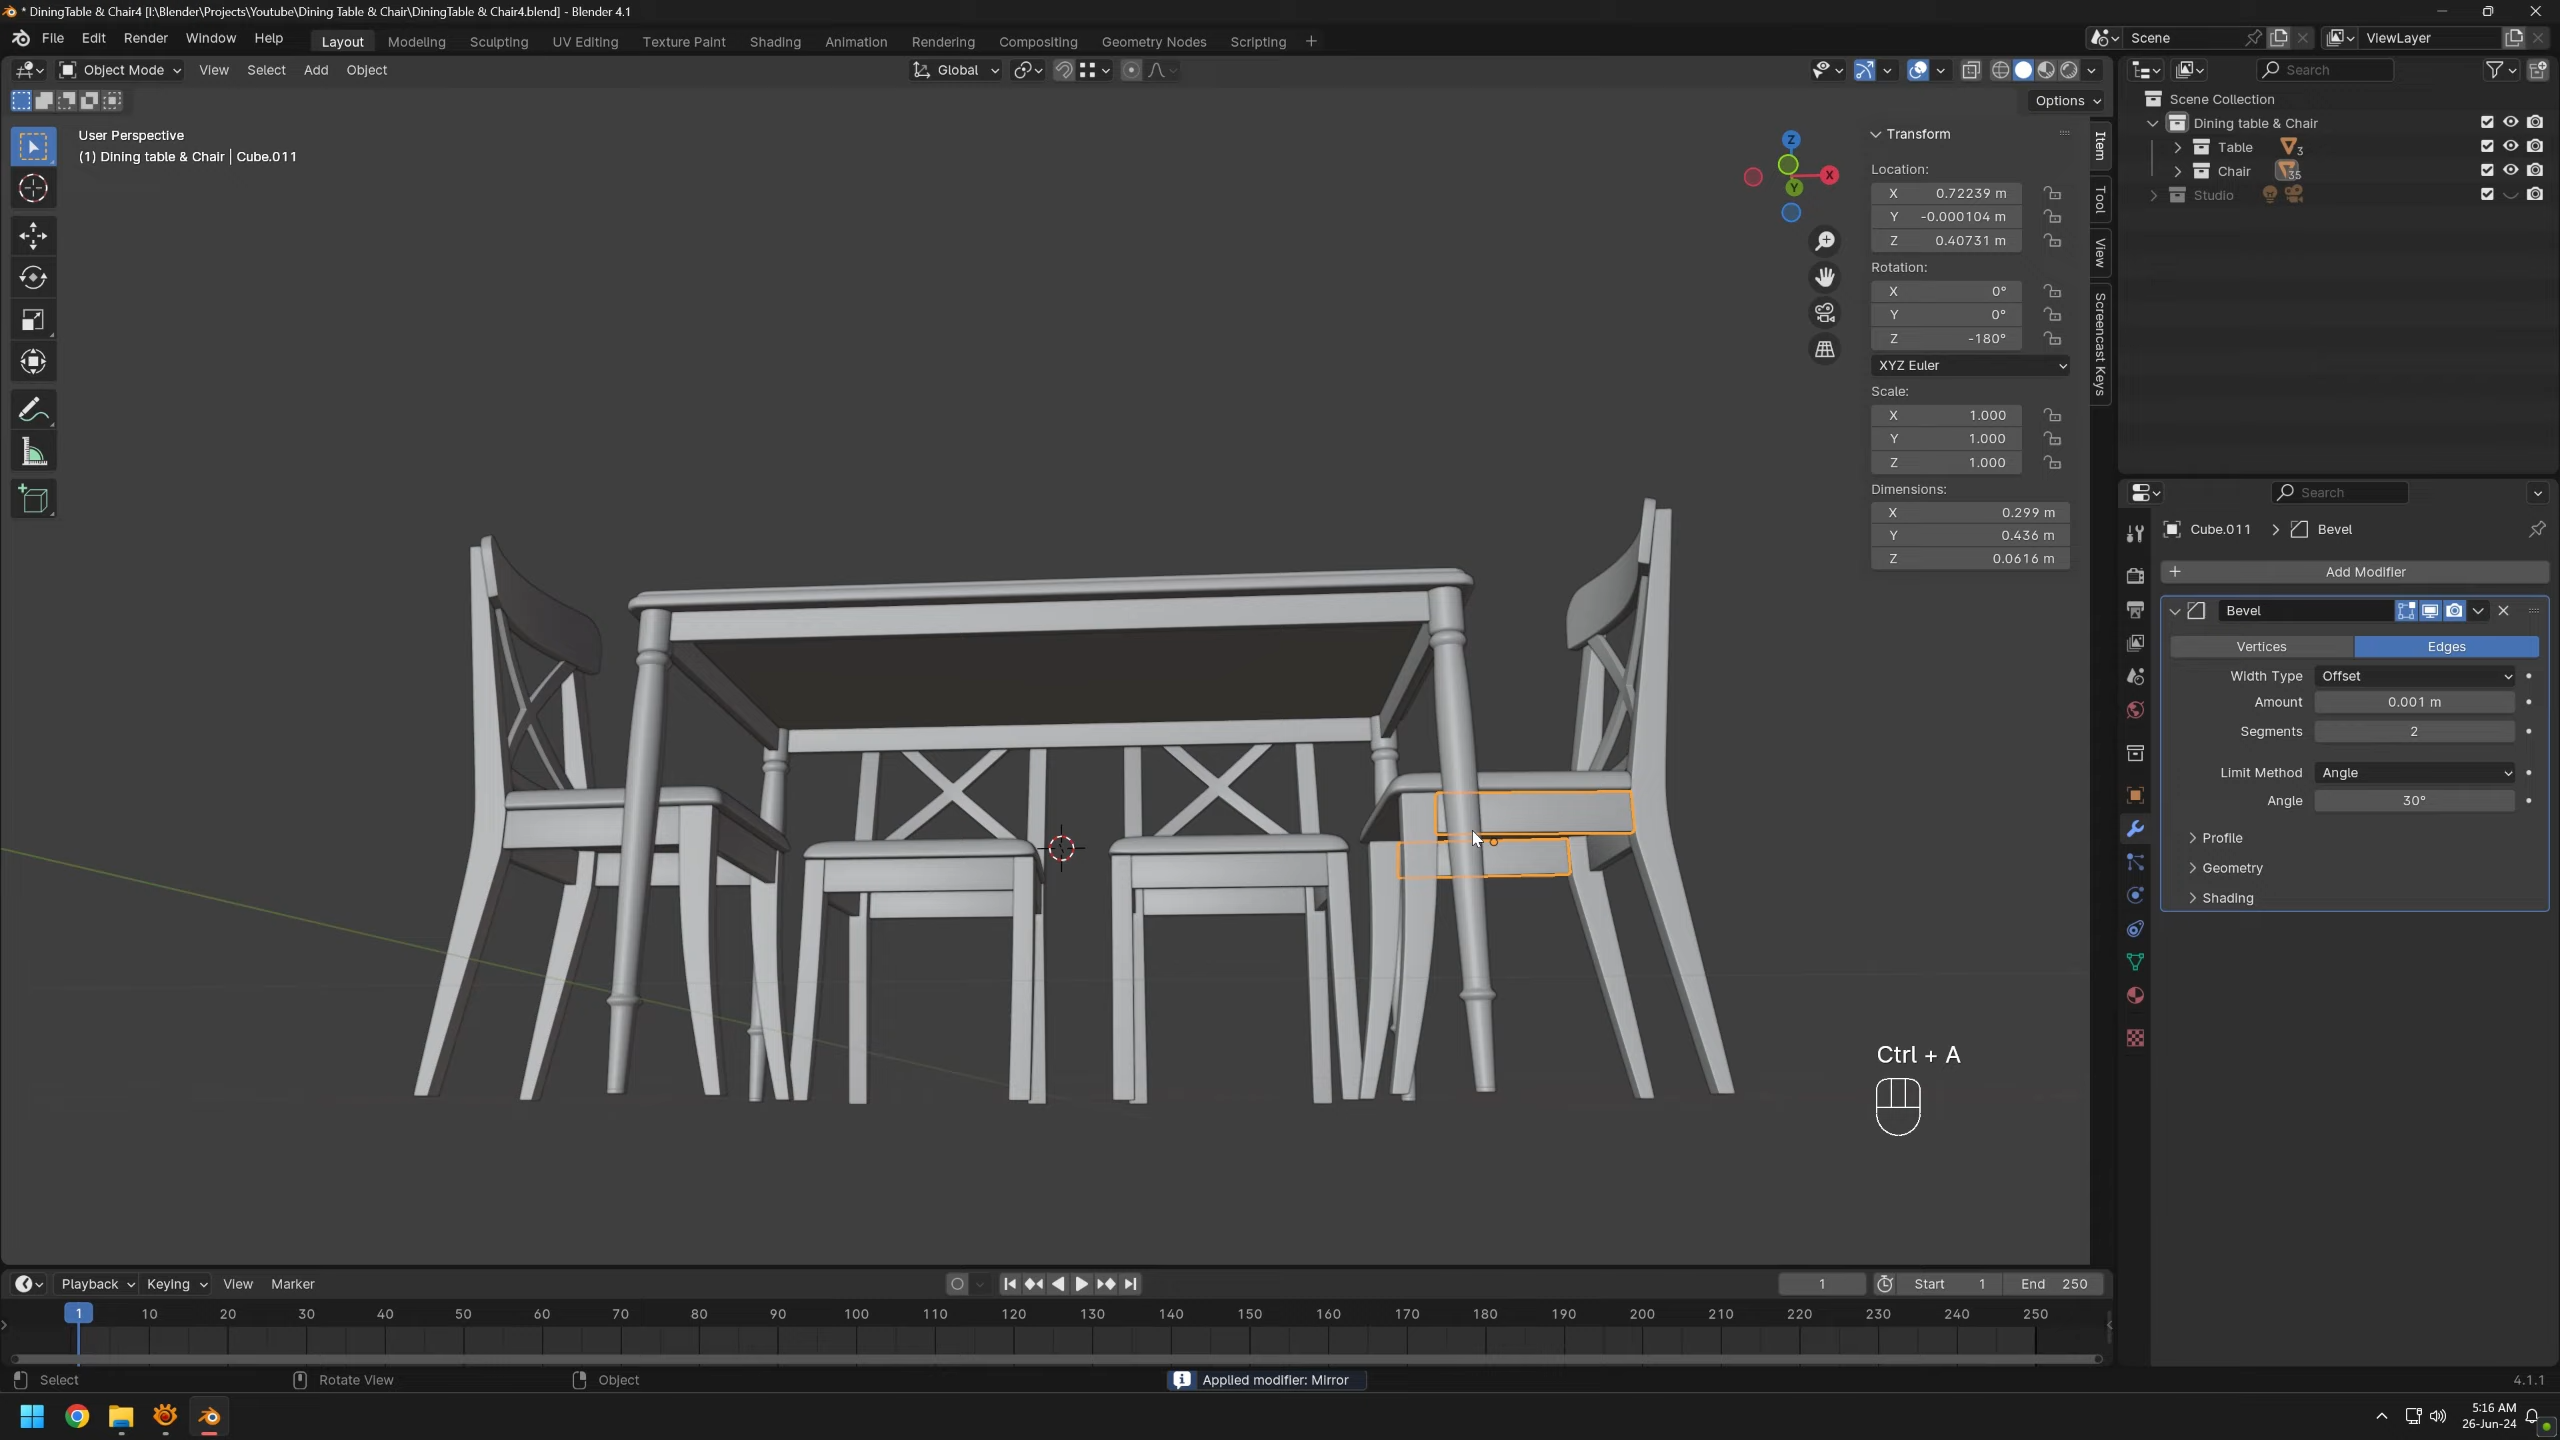 * DiningTable & Chair4 [I:\Blender\Projects\Youtube\Dining Table & Chair\DiningTable & Chair4.blend] - Blender 4.1
File Edit Render Window Help
Layout Modeling Sculpting UV Editing Texture Paint Shading Animation Rendering Compositing Geometry Nodes Scripting +
Scene
ViewLayer
Object Mode View Select Add Object
Global
Search
Options
User Perspective
(1) Dining table & Chair | Cube.011
Scene Collection
Dining table & Chair
Table 3
Chair 35
Studio
Z
X
Y
Transform
Location:
X 0.72239 m
Y -0.000104 m
Z 0.40731 m
Rotation:
X 0°
Y 0°
Z -180°
XYZ Euler
Scale:
X 1.000
Y 1.000
Z 1.000
Dimensions:
X 0.299 m
Y 0.436 m
Z 0.0616 m
Item
Tool
View
Screencast Keys
Search
Cube.011 > Bevel
+ Add Modifier
Bevel
Vertices Edges
Width Type Offset
Amount 0.001 m
Segments 2
Limit Method Angle
Angle 30°
Profile
Geometry
Shading
Ctrl + A
Playback Keying View Marker
1
Start 1
End 250
1 10 20 30 40 50 60 70 80 90 100 110 120 130 140 150 160 170 180 190 200 210 220 230 240 250
Select
Rotate View
Object
Applied modifier: Mirror
4.1.1
5:16 AM
26-Jun-24